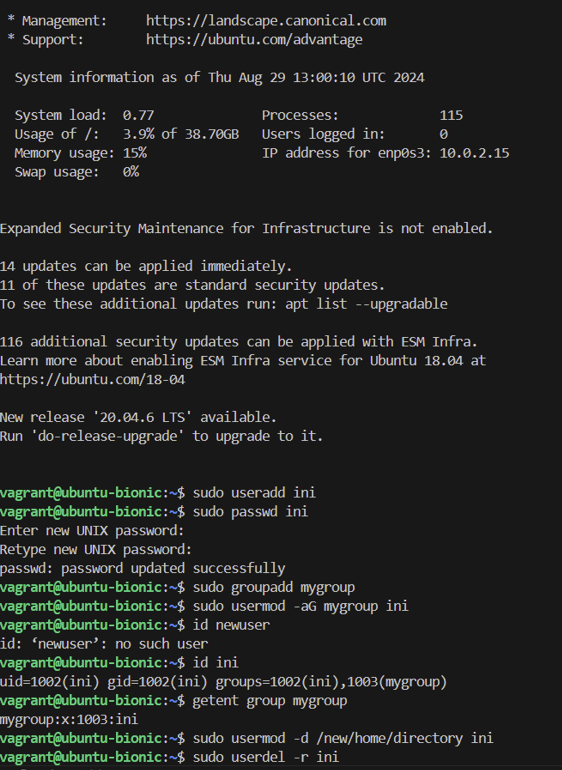 * Management:     https://landscape.canonical.com
* Support:        https://ubuntu.com/advantage
System information as of Thu Aug 29 13:00:10 UTC 2024
System load:  0.77              Processes:             115
Usage of /:   3.9% of 38.70GB   Users logged in:       0
Memory usage: 15%               IP address for enp0s3: 10.0.2.15
Swap usage:   0%
Expanded Security Maintenance for Infrastructure is not enabled.
14 updates can be applied immediately.
11 of these updates are standard security updates.
To see these additional updates run: apt list --upgradable
116 additional security updates can be applied with ESM Infra.
Learn more about enabling ESM Infra service for Ubuntu 18.04 at
https://ubuntu.com/18-04
New release '20.04.6 LTS' available.
Run 'do-release-upgrade' to upgrade to it.
vagrant@ubuntu-bionic:~$ sudo useradd ini
vagrant@ubuntu-bionic:~$ sudo passwd ini
Enter new UNIX password:
Retype new UNIX password:
passwd: password updated successfully
vagrant@ubuntu-bionic:~$ sudo groupadd mygroup
vagrant@ubuntu-bionic:~$ sudo usermod -aG mygroup ini
vagrant@ubuntu-bionic:~$ id newuser
id: ‘newuser’: no such user
vagrant@ubuntu-bionic:~$ id ini
uid=1002(ini) gid=1002(ini) groups=1002(ini),1003(mygroup)
vagrant@ubuntu-bionic:~$ getent group mygroup
mygroup:x:1003:ini
vagrant@ubuntu-bionic:~$ sudo usermod -d /new/home/directory ini
vagrant@ubuntu-bionic:~$ sudo userdel -r ini